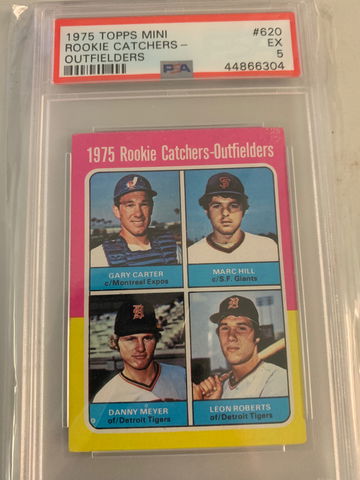 1975 TOPPS MINI #620
ROOKIE CATCHERS- EX
OUTFIELDERS 5
PSA 44866304
1975 Rookie Catchers-Outfielders
GARY CARTER
c/Montreal Expos
MARC HILL
c/S.F. Giants
DANNY MEYER
of/Detroit Tigers
LEON ROBERTS
of/Detroit Tigers